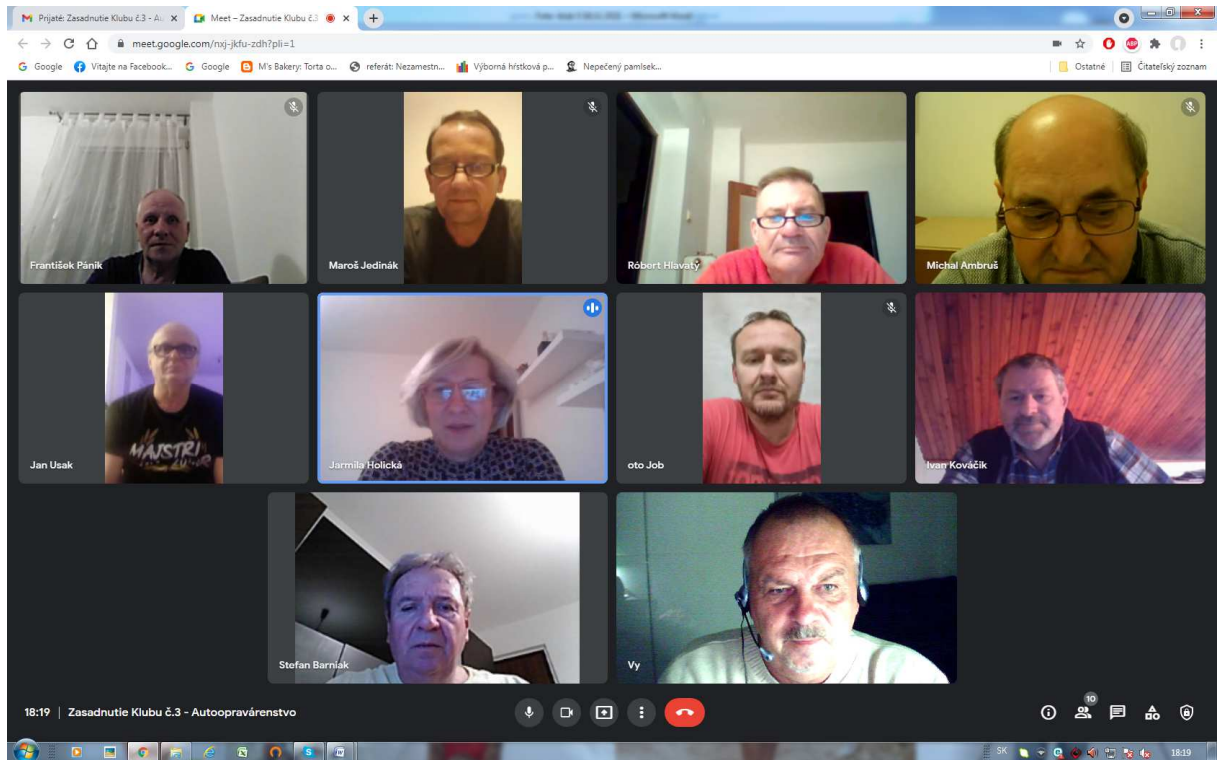 Prijaté: Zasadnutie Klubu č.3 - Au
Meet – Zasadnutie Klubu č.3
meet.google.com/nxj-jkfu-zdh?pli=1
Google
Vitajte na Facebook...
Google
M's Bakery: Torta o...
referát: Nezamestn...
Výborná hŕstková p...
Nepečený pamlsek...
Ostatné
Čitateľský zoznam
František Pánik
Maroš Jedinák
Róbert Hlavatý
Michal Ambruš
MAJSTRI
Jan Usak
Jarmila Holická
oto Job
Ivan Kováčik
Stefan Barniak
Vy
18:19 | Zasadnutie Klubu č.3 - Autoopravárenstvo
10
SK
18:19